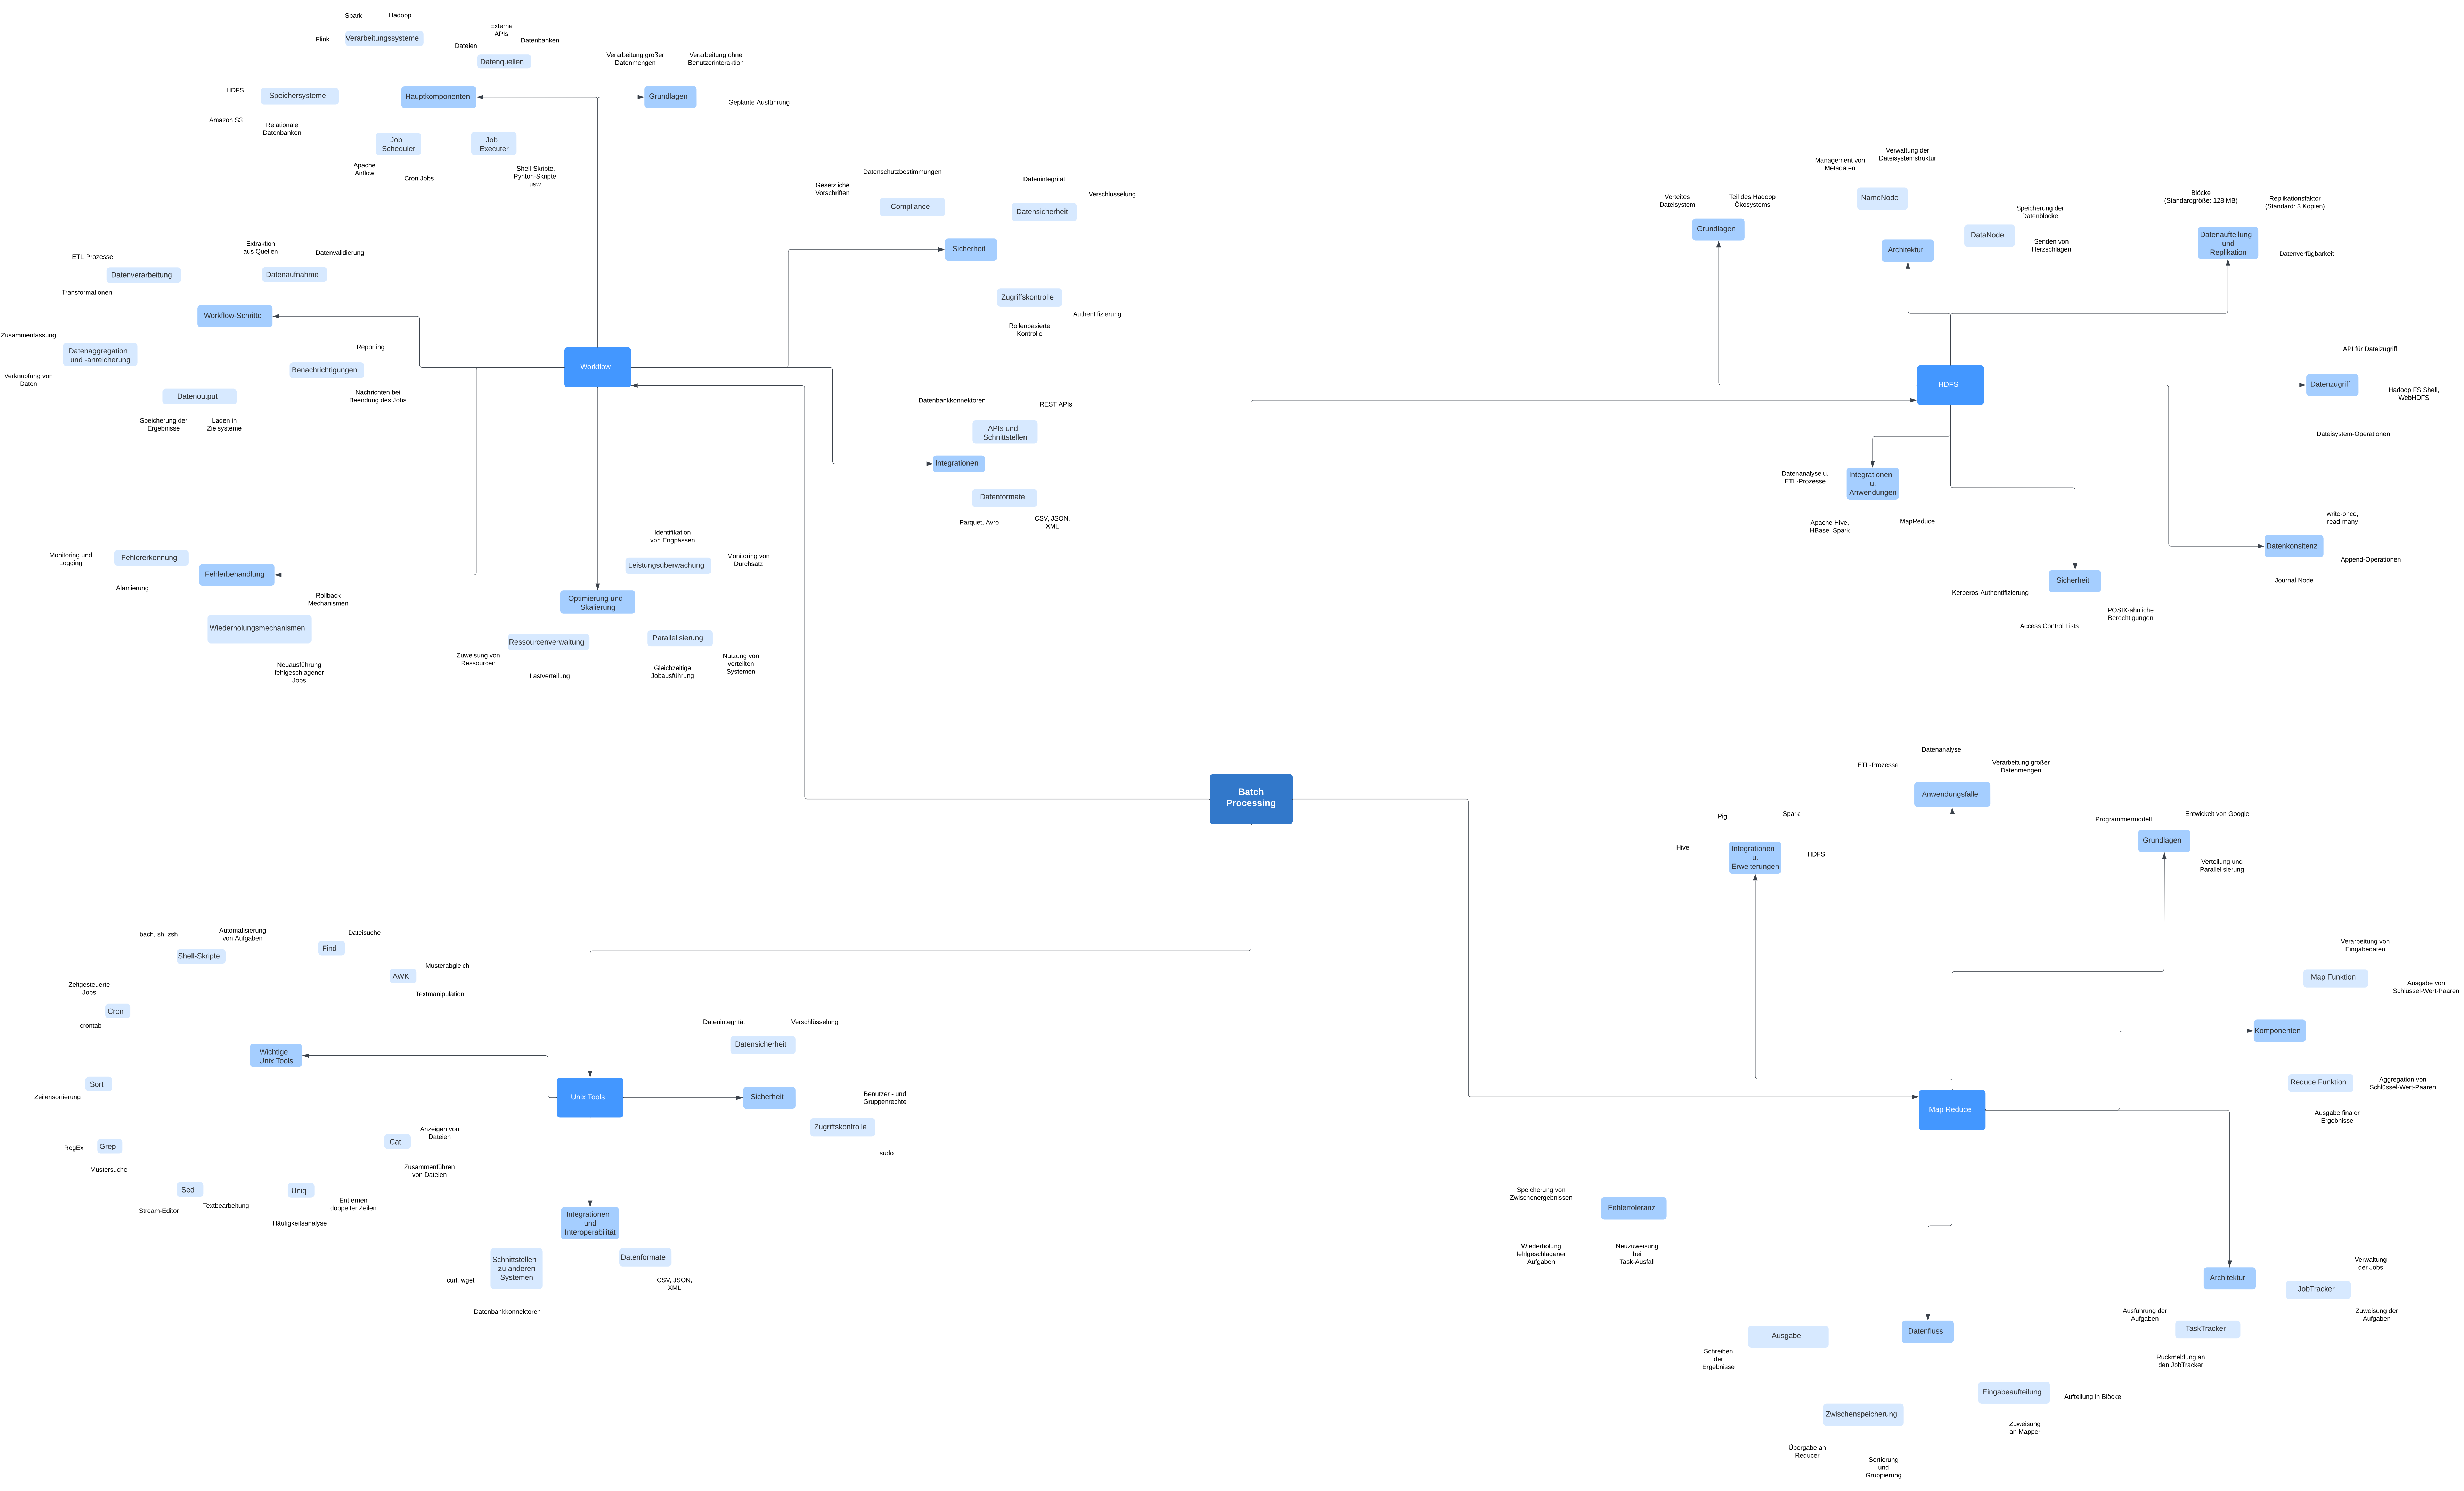 Batch
Processing
Workflow
Hauptkomponenten
Verarbeitungssysteme
Spark
Hadoop
Flink
Datenquellen
Dateien
Externe
APIs
Datenbanken
Speichersysteme
HDFS
Amazon S3
Relationale
Datenbanken
Job
Scheduler
Apache
Airflow
Cron Jobs
Job
Executer
Shell-Skripte,
Pyhton-Skripte,
usw.
Grundlagen
Verarbeitung großer
Datenmengen
Verarbeitung ohne
Benutzerinteraktion
Geplante Ausführung
Sicherheit
Compliance
Gesetzliche
Vorschriften
Datenschutzbestimmungen
Datensicherheit
Datenintegrität
Verschlüsselung
Zugriffskontrolle
Authentifizierung
Rollenbasierte
Kontrolle
Workflow-Schritte
Datenaufnahme
Extraktion
aus Quellen
Datenvalidierung
Datenverarbeitung
ETL-Prozesse
Transformationen
Datenaggregation
und -anreicherung
Zusammenfassung
Verknüpfung von
Daten
Datenoutput
Speicherung der
Ergebnisse
Laden in
Zielsysteme
Benachrichtigungen
Reporting
Nachrichten bei
Beendung des Jobs
Integrationen
APIs und
Schnittstellen
Datenbankkonnektoren
REST APIs
Datenformate
Parquet, Avro
CSV, JSON,
XML
Fehlerbehandlung
Fehlererkennung
Monitoring und
Logging
Alamierung
Wiederholungsmechanismen
Rollback
Mechanismen
Neuausführung
fehlgeschlagener
Jobs
Optimierung und
Skalierung
Leistungsüberwachung
Identifikation
von Engpässen
Monitoring von
Durchsatz
Ressourcenverwaltung
Zuweisung von
Ressourcen
Lastverteilung
Parallelisierung
Gleichzeitige
Jobausführung
Nutzung von
verteilten
Systemen
HDFS
Grundlagen
Verteites
Dateisystem
Teil des Hadoop
Ökosystems
Architektur
NameNode
Management von
Metadaten
Verwaltung der
Dateisystemstruktur
DataNode
Speicherung der
Datenblöcke
Senden von
Herzschlägen
Datenaufteilung
und
Replikation
Blöcke
(Standardgröße: 128 MB)
Replikationsfaktor
(Standard: 3 Kopien)
Datenverfügbarkeit
Datenzugriff
API für Dateizugriff
Hadoop FS Shell,
WebHDFS
Dateisystem-Operationen
Datenkonsitenz
write-once,
read-many
Append-Operationen
Journal Node
Integrationen
u.
Anwendungen
Datenanalyse u.
ETL-Prozesse
Apache Hive,
HBase, Spark
MapReduce
Sicherheit
Kerberos-Authentifizierung
Access Control Lists
POSIX-ähnliche
Berechtigungen
Unix Tools
Wichtige
Unix Tools
Shell-Skripte
bach, sh, zsh
Automatisierung
von Aufgaben
Find
Dateisuche
AWK
Musterabgleich
Textmanipulation
Cron
Zeitgesteuerte
Jobs
crontab
Sort
Zeilensortierung
Grep
RegEx
Mustersuche
Sed
Stream-Editor
Textbearbeitung
Uniq
Häufigkeitsanalyse
Entfernen
doppelter Zeilen
Cat
Anzeigen von
Dateien
Zusammenführen
von Dateien
Sicherheit
Datensicherheit
Datenintegrität
Verschlüsselung
Zugriffskontrolle
Benutzer - und
Gruppenrechte
sudo
Integrationen
und
Interoperabilität
Schnittstellen
zu anderen
Systemen
curl, wget
Datenbankkonnektoren
Datenformate
CSV, JSON,
XML
Map Reduce
Anwendungsfälle
ETL-Prozesse
Datenanalyse
Verarbeitung großer
Datenmengen
Integrationen
u.
Erweiterungen
Pig
Spark
Hive
HDFS
Grundlagen
Programmiermodell
Entwickelt von Google
Verteilung und
Parallelisierung
Komponenten
Map Funktion
Verarbeitung von
Eingabedaten
Ausgabe von
Schlüssel-Wert-Paaren
Reduce Funktion
Aggregation von
Schlüssel-Wert-Paaren
Ausgabe finaler
Ergebnisse
Fehlertoleranz
Speicherung von
Zwischenergebnissen
Wiederholung
fehlgeschlagener
Aufgaben
Neuzuweisung
bei
Task-Ausfall
Architektur
JobTracker
Verwaltung
der Jobs
Zuweisung der
Aufgaben
TaskTracker
Ausführung der
Aufgaben
Rückmeldung an
den JobTracker
Datenfluss
Ausgabe
Schreiben
der
Ergebnisse
Eingabeaufteilung
Aufteilung in Blöcke
Zuweisung
an Mapper
Zwischenspeicherung
Übergabe an
Reducer
Sortierung
und
Gruppierung